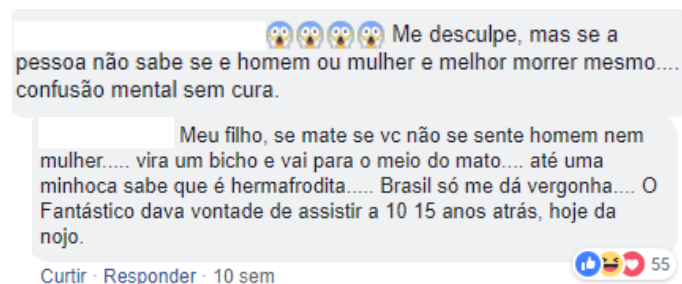 😱😱😱😱 Me desculpe, mas se a
pessoa não sabe se e homem ou mulher e melhor morrer mesmo....
confusão mental sem cura.
Meu filho, se mate se vc não se sente homem nem
mulher..... vira um bicho e vai para o meio do mato.... até uma
minhoca sabe que é hermafrodita..... Brasil só me dá vergonha.... O
Fantástico dava vontade de assistir a 10 15 anos atrás, hoje da
nojo.
Curtir · Responder · 10 sem
55